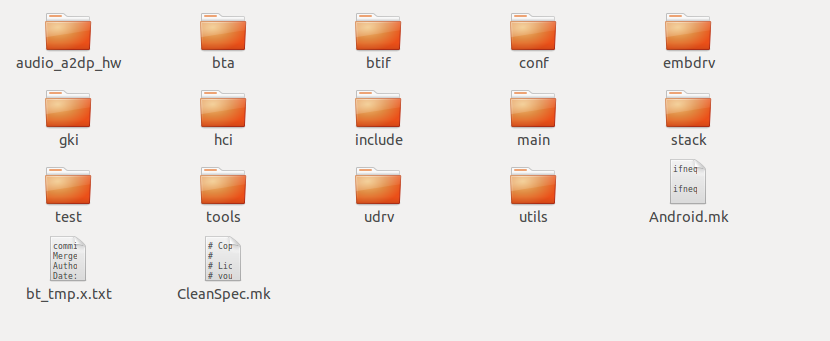 audio_a2dp_hw bta btif conf embdrv
gki hci include main stack
ifneq
ifneq
test tools udrv utils Android.mk
commi
Merge
Autho
Date:
# Cop
#
# Lic
# you
bt_tmp.x.txt CleanSpec.mk